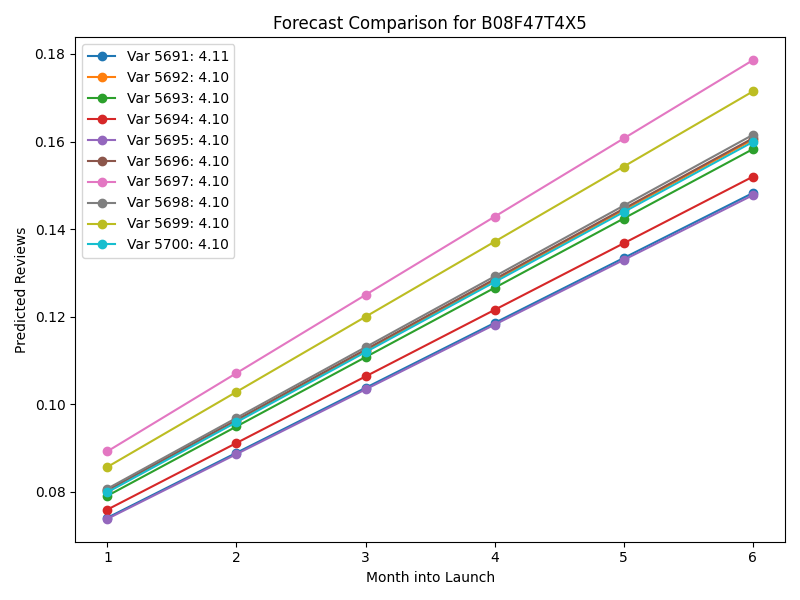 Forecast Comparison for B08F47T4X5
Predicted Reviews
0.18
0.16
0.14
0.12
0.10
0.08
Var 5691: 4.11
Var 5692: 4.10
Var 5693: 4.10
Var 5694: 4.10
Var 5695: 4.10
Var 5696: 4.10
Var 5697: 4.10
Var 5698: 4.10
Var 5699: 4.10
Var 5700: 4.10
1 2 3 4 5 6
Month into Launch